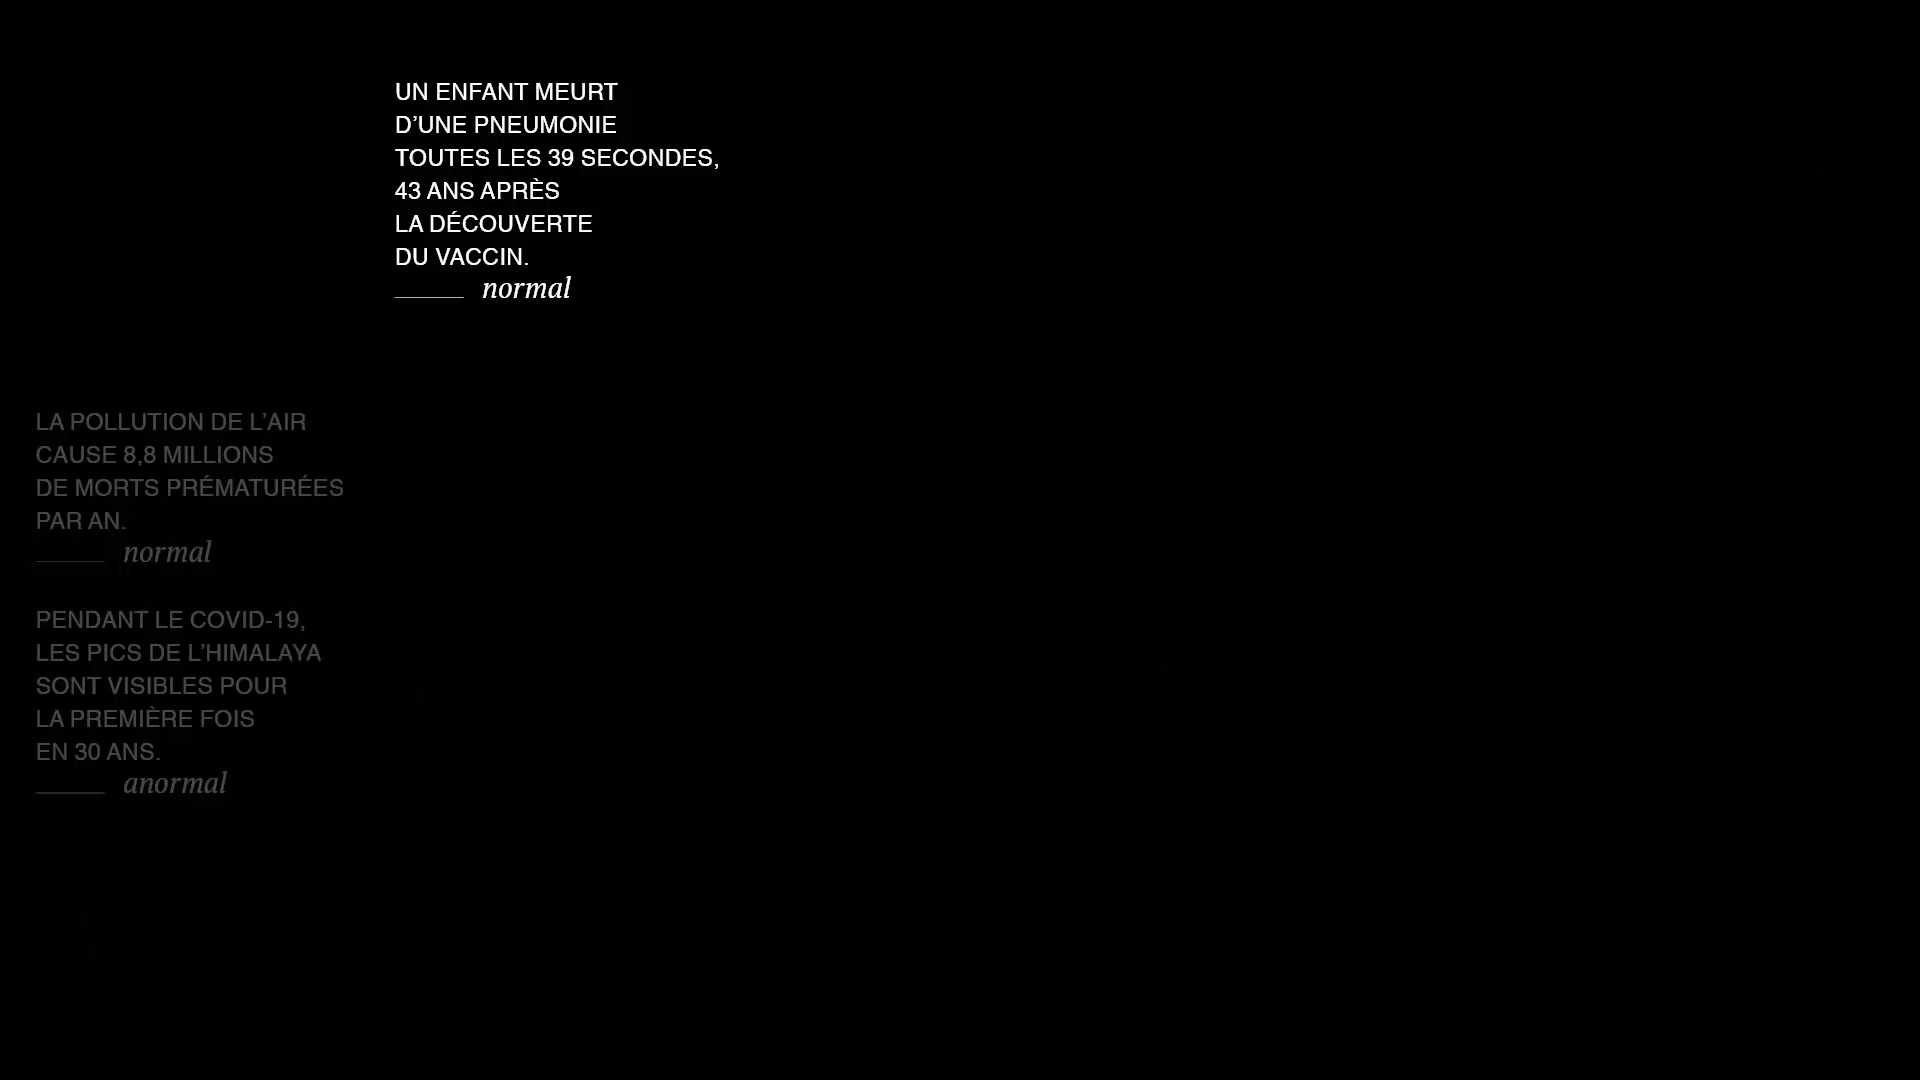 UN ENFANT MEURT
D’UNE PNEUMONIE
TOUTES LES 39 SECONDES,
43 ANS APRÈS
LA DÉCOUVERTE
DU VACCIN.
normal
LA POLLUTION DE L’AIR
CAUSE 8,8 MILLIONS
DE MORTS PRÉMATURÉES
PAR AN.
normal
PENDANT LE COVID-19,
LES PICS DE L’HIMALAYA
SONT VISIBLES POUR
LA PREMIÈRE FOIS
EN 30 ANS.
anormal